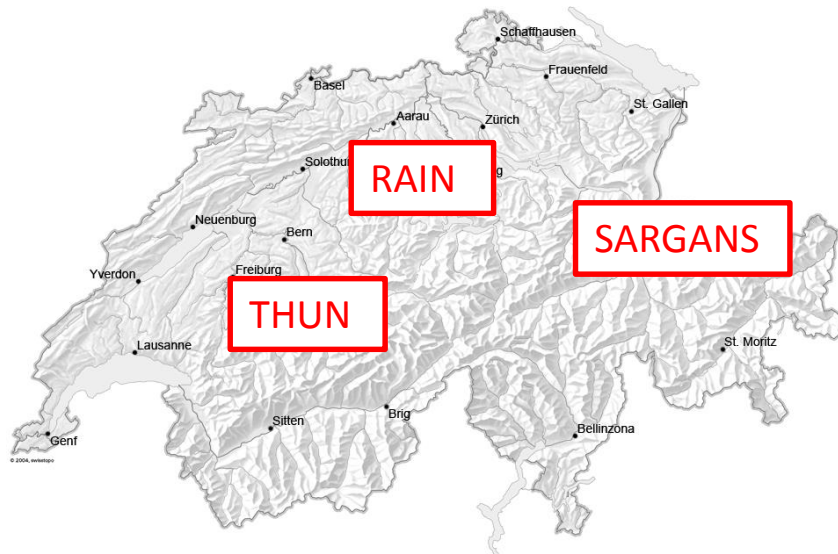 Schaffhausen
Frauenfeld
Basel
St. Gallen
Aarau
Zürich
Solothur
RAIN
g
Neuenburg
SARGANS
Bern
Freiburg
Yverdon
THUN
Lausanne
St. Moritz
Brig
Sitten
Bellinzona
Genf
© 2004, swisstopo